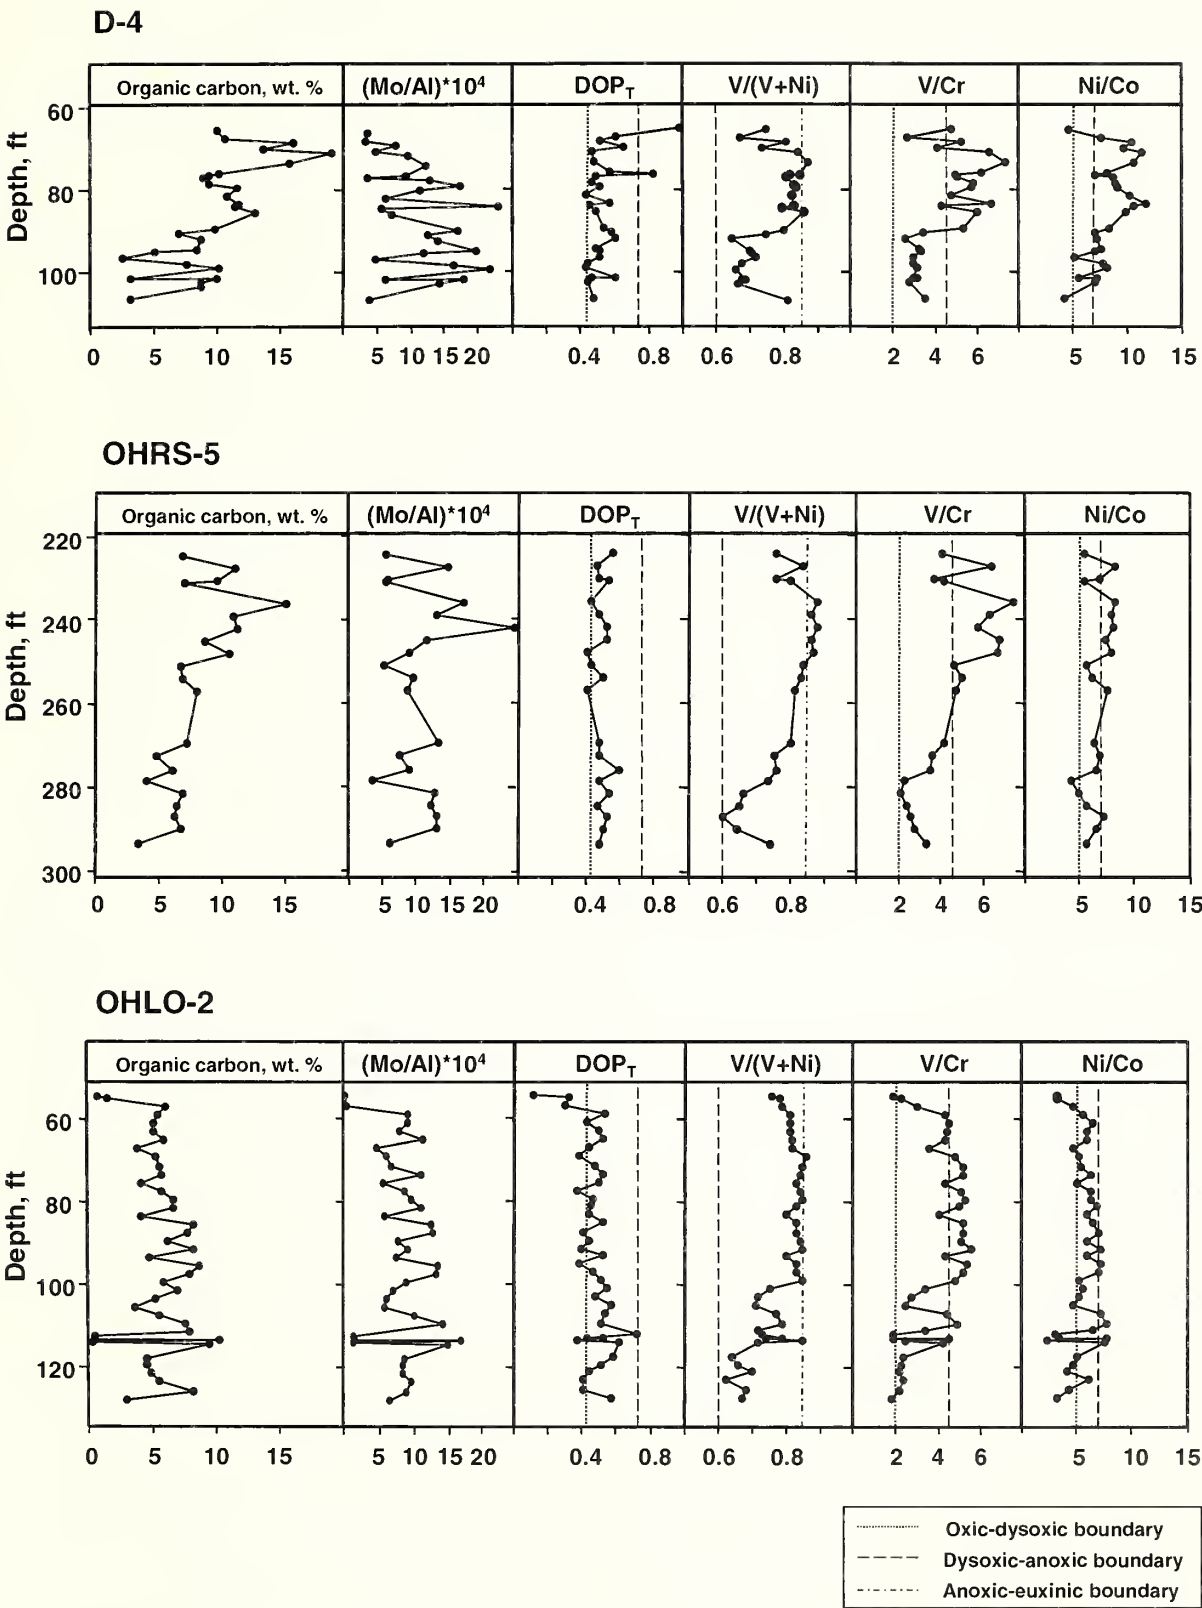 D-4
Organic carbon, wt. % (Mo/Al)*10⁴ DOP_T V/(V+Ni) V/Cr Ni/Co
60
80
100
Depth, ft
0 5 10 15 5 10 15 20 0.4 0.8 0.6 0.8 2 4 6 5 10 15
OHRS-5
Organic carbon, wt. % (Mo/Al)*10⁴ DOP_T V/(V+Ni) V/Cr Ni/Co
220
240
260
280
300
Depth, ft
0 5 10 15 5 10 15 20 0.4 0.8 0.6 0.8 2 4 6 5 10 15
OHLO-2
Organic carbon, wt. % (Mo/Al)*10⁴ DOP_T V/(V+Ni) V/Cr Ni/Co
60
80
100
120
Depth, ft
0 5 10 15 5 10 15 20 0.4 0.8 0.6 0.8 2 4 6 5 10 15
Oxic-dysoxic boundary
Dysoxic-anoxic boundary
Anoxic-euxinic boundary